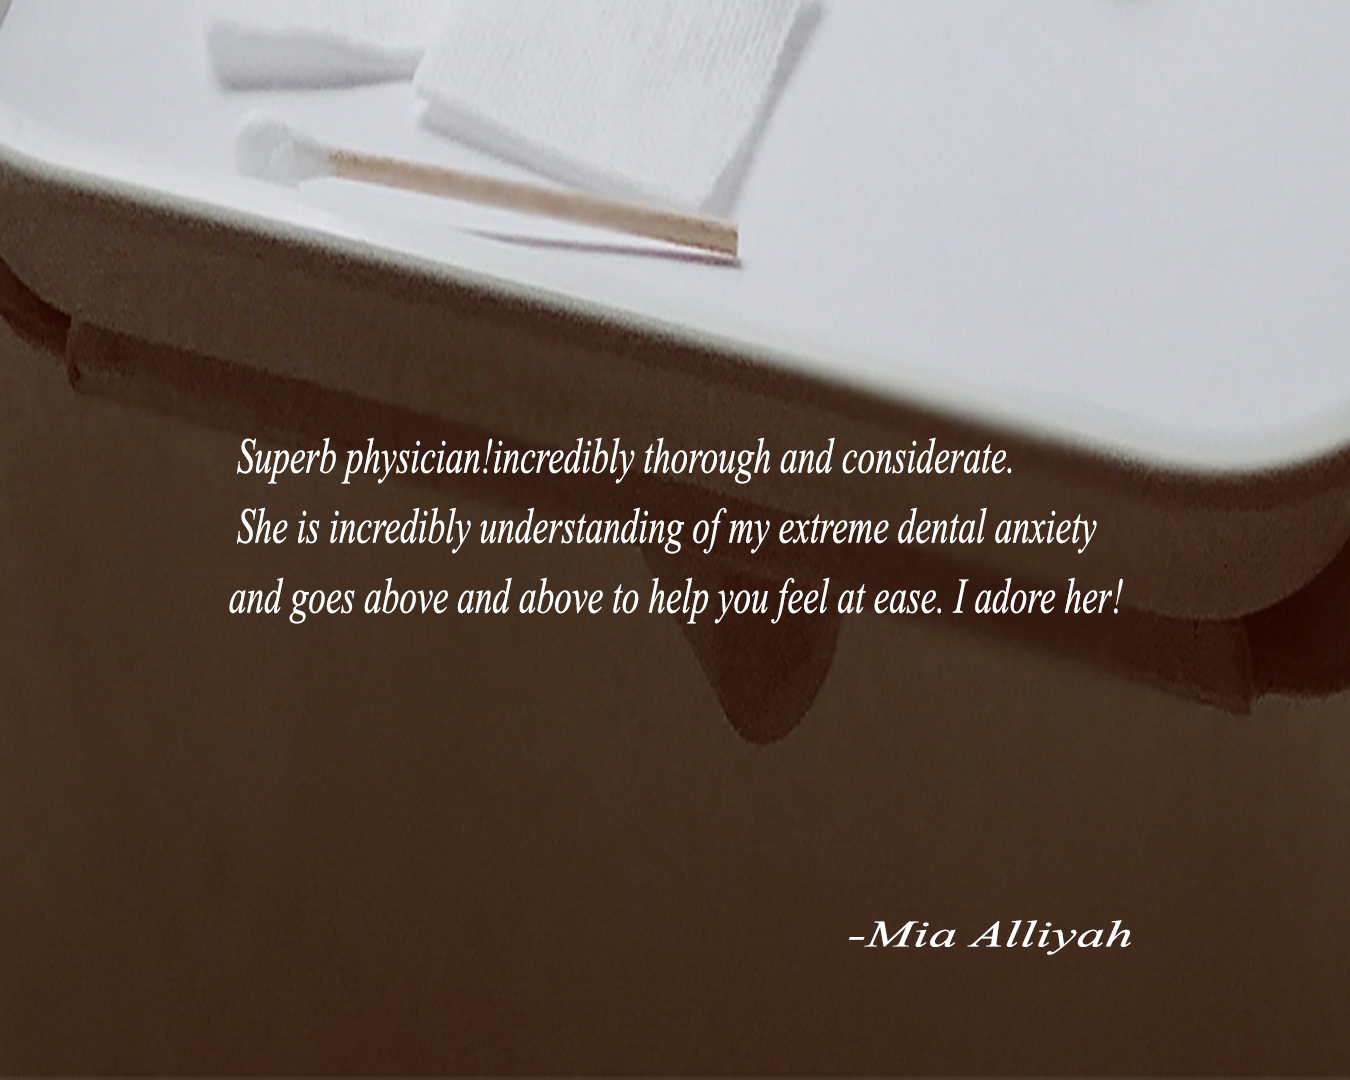 Superb physician!incredibly thorough and considerate.
She is incredibly understanding of my extreme dental anxiety
and goes above and above to help you feel at ease. I adore her!
-Mia Alliyah